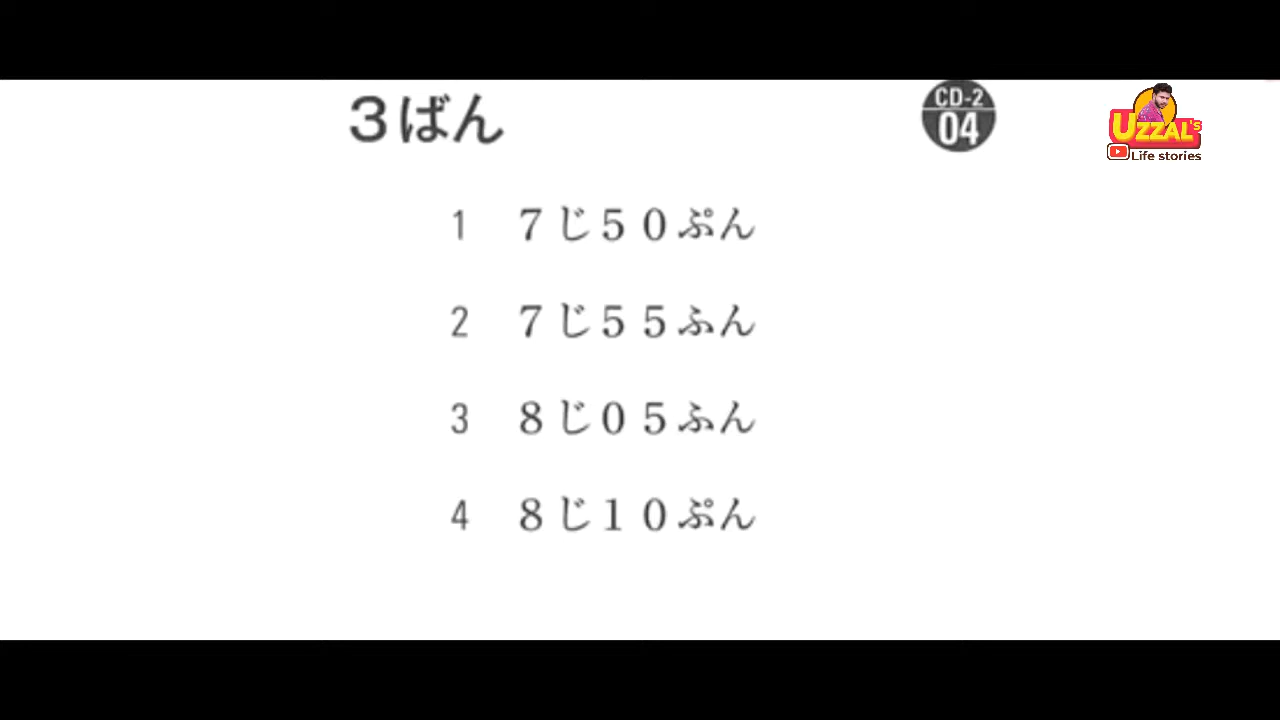 ３ばん
CD-2
04
UZZAL's
Life stories
1 ７じ５０ぷん
2 ７じ５５ふん
3 ８じ０５ふん
4 ８じ１０ぷん